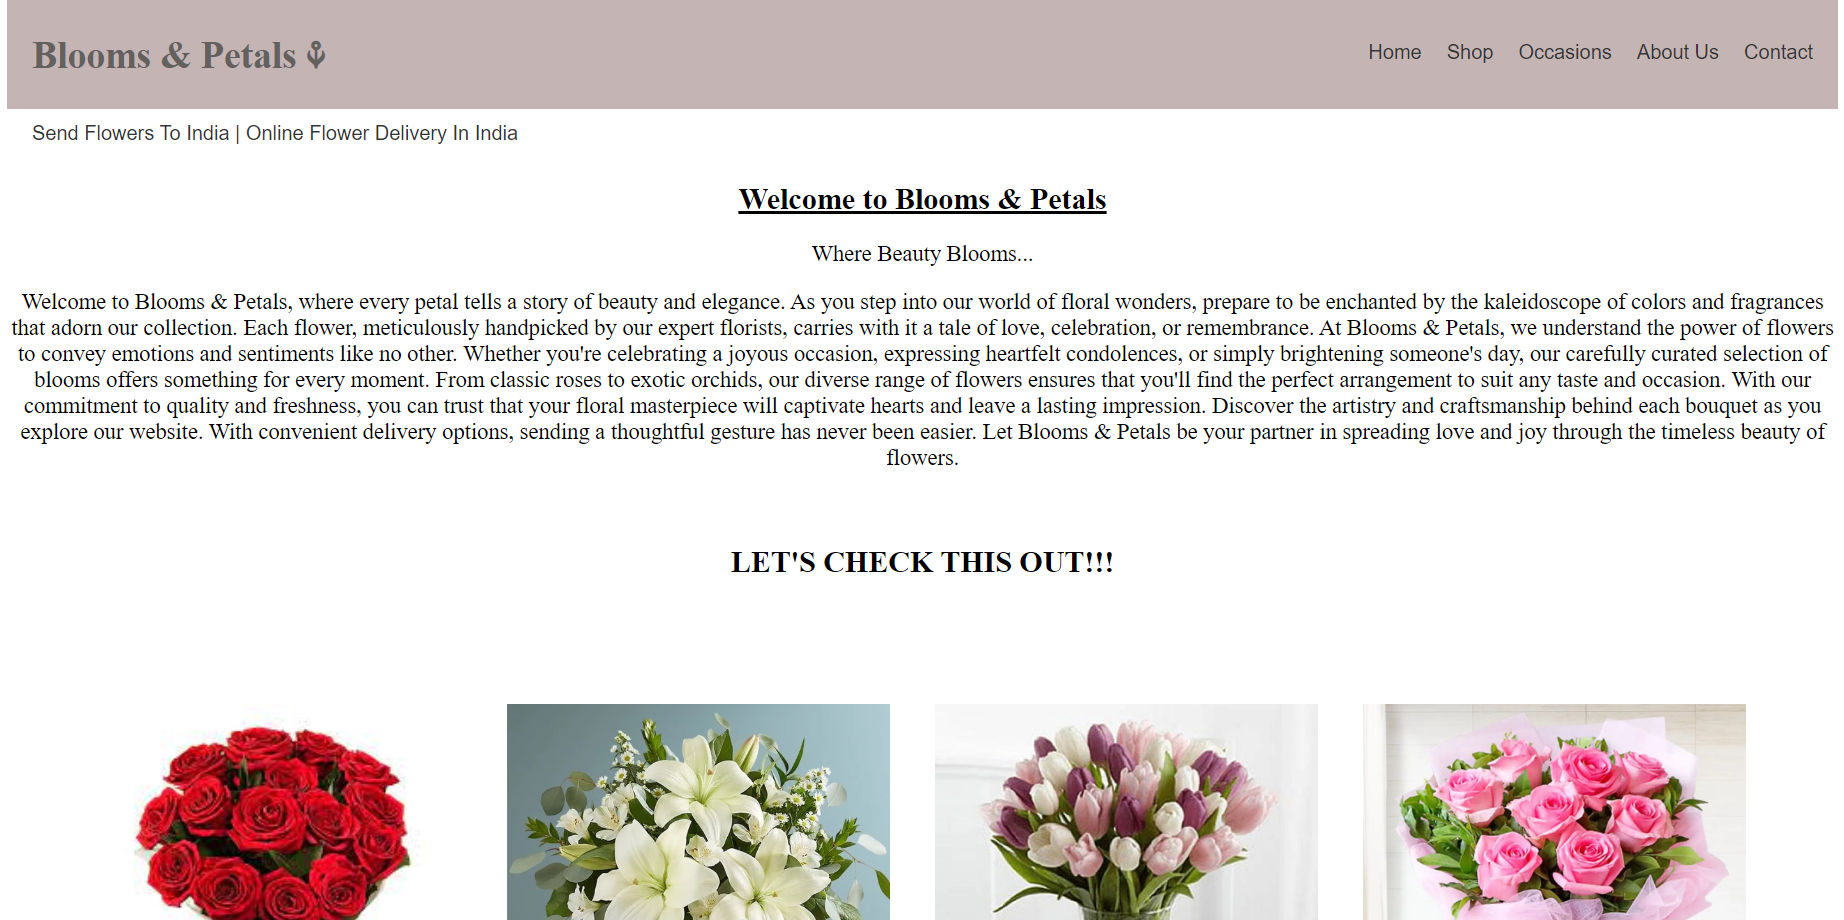 Blooms & Petals
Home Shop Occasions About Us Contact
Send Flowers To India | Online Flower Delivery In India
Welcome to Blooms & Petals
Where Beauty Blooms...
Welcome to Blooms & Petals, where every petal tells a story of beauty and elegance. As you step into our world of floral wonders, prepare to be enchanted by the kaleidoscope of colors and fragrances
that adorn our collection. Each flower, meticulously handpicked by our expert florists, carries with it a tale of love, celebration, or remembrance. At Blooms & Petals, we understand the power of flowers
to convey emotions and sentiments like no other. Whether you're celebrating a joyous occasion, expressing heartfelt condolences, or simply brightening someone's day, our carefully curated selection of
blooms offers something for every moment. From classic roses to exotic orchids, our diverse range of flowers ensures that you'll find the perfect arrangement to suit any taste and occasion. With our
commitment to quality and freshness, you can trust that your floral masterpiece will captivate hearts and leave a lasting impression. Discover the artistry and craftsmanship behind each bouquet as you
explore our website. With convenient delivery options, sending a thoughtful gesture has never been easier. Let Blooms & Petals be your partner in spreading love and joy through the timeless beauty of
flowers.
LET'S CHECK THIS OUT!!!